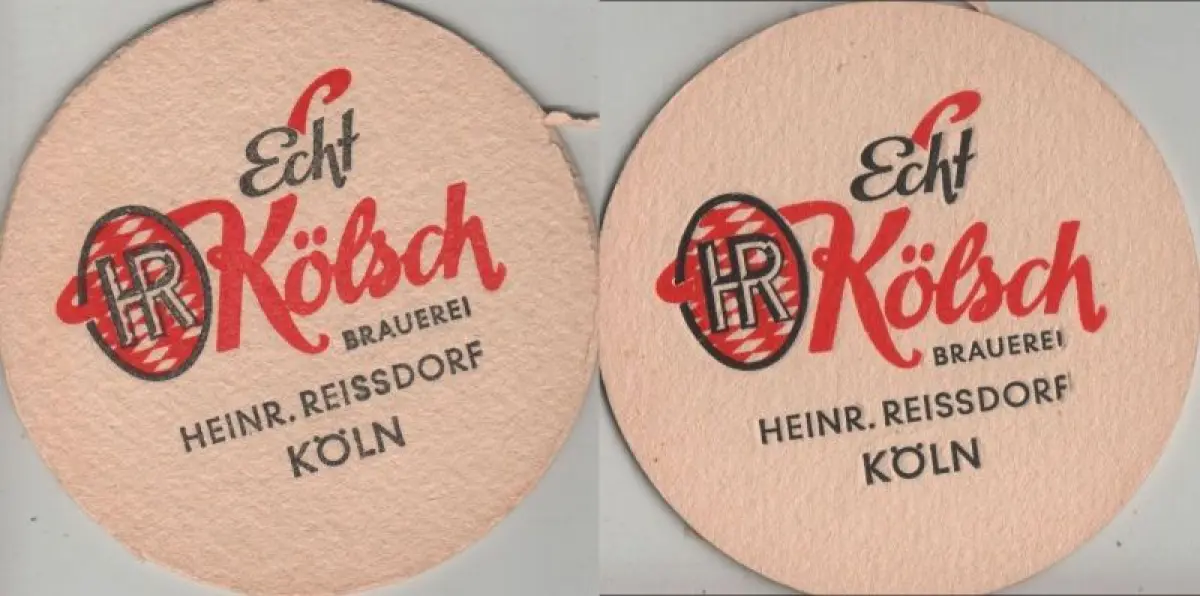 Echt
HR Kölsch
BRAUEREI
HEINR. REISSDORF
KÖLN
Echt
HR Kölsch
BRAUEREI
HEINR. REISSDORF
KÖLN